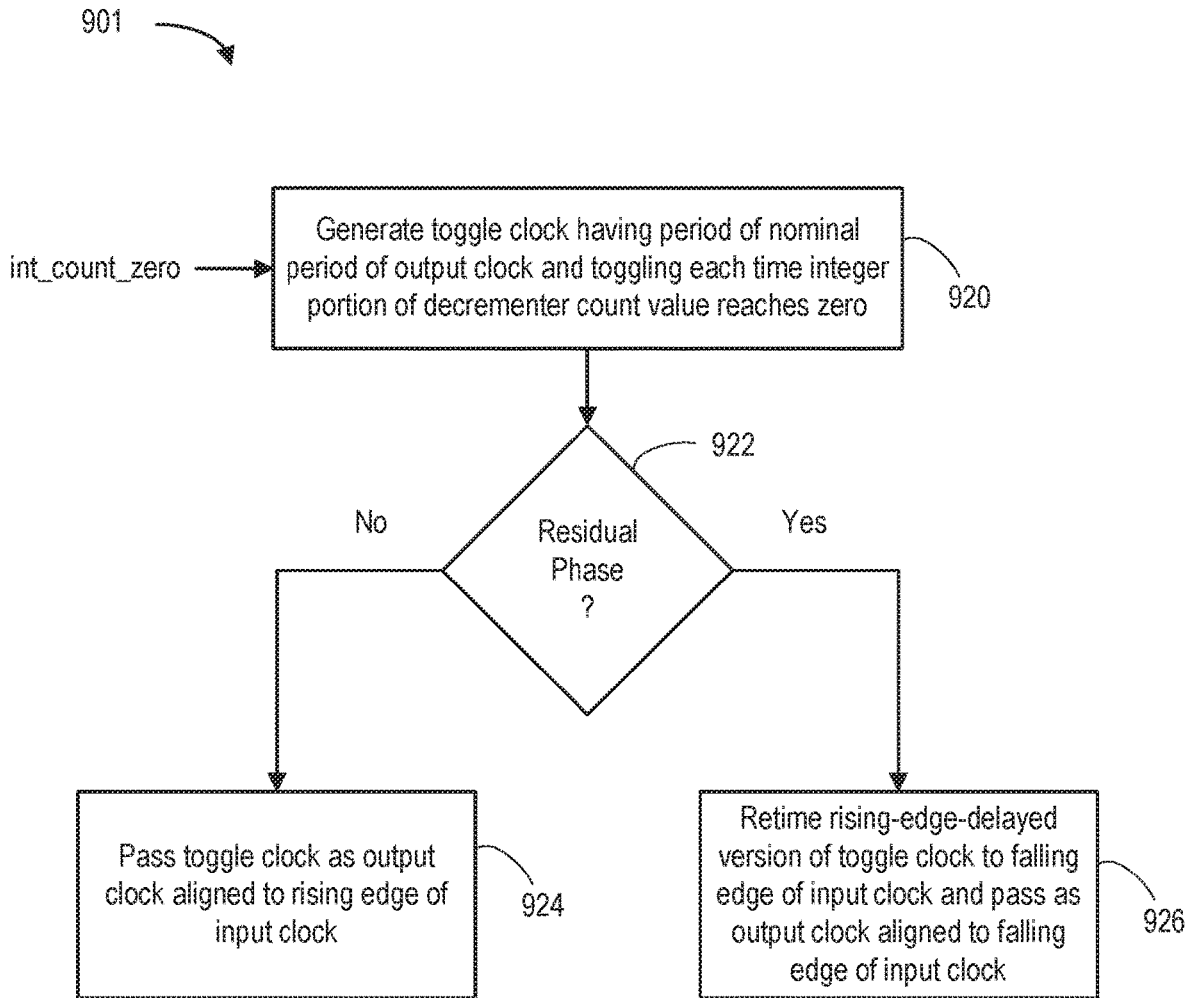 901
Generate toggle clock having period of nominal
period of output clock and toggling each time integer
portion of decrementer count value reaches zero
int_count_zero
920
922
No
Yes
Residual
Phase
?
Pass toggle clock as output
clock aligned to rising edge of
input clock
924
Retime rising-edge-delayed
version of toggle clock to falling
edge of input clock and pass as
output clock aligned to falling
edge of input clock
926